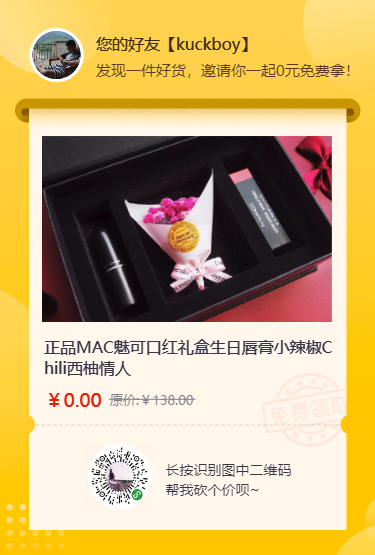 您的好友【kuckboy】
发现一件好货，邀请你一起0元免费拿！
正品MAC魅可口红礼盒生日唇膏小辣椒C
hili西柚情人
￥0.00 原价:￥138.00
免费领取
长按识别图中二维码
帮我砍个价呗~